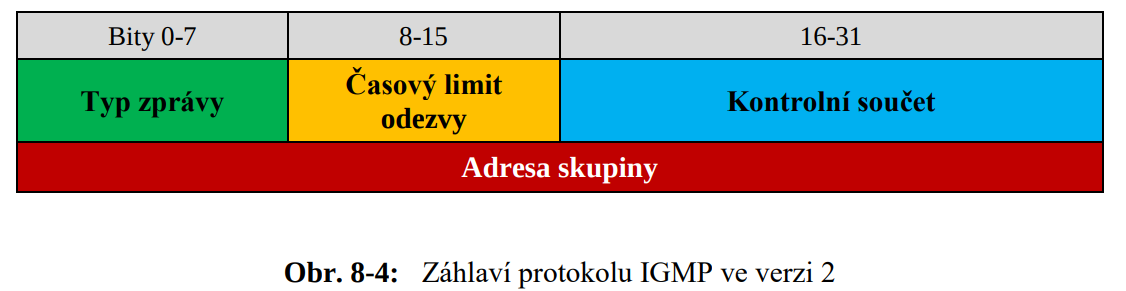 Bity 0-7 8-15 16-31
Typ zprávy
Časový limit
odezvy
Kontrolní součet
Adresa skupiny
Obr. 8-4: Záhlaví protokolu IGMP ve verzi 2